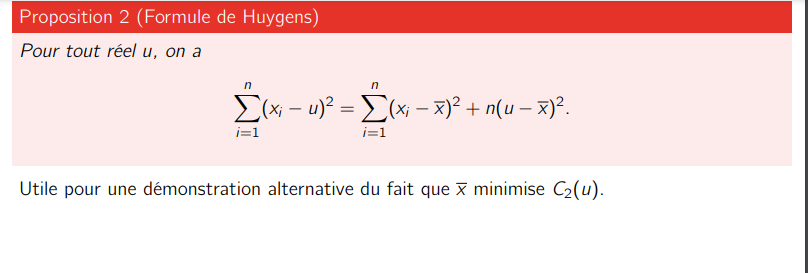 Proposition 2 (Formule de Huygens)
Pour tout réel u, on a
$$\sum_{i=1}^{n}(x_i - u)^2 = \sum_{i=1}^{n}(x_i - \overline{x})^2 + n(u - \overline{x})^2.$$
Utile pour une démonstration alternative du fait que $\overline{x}$ minimise $C_2(u)$.